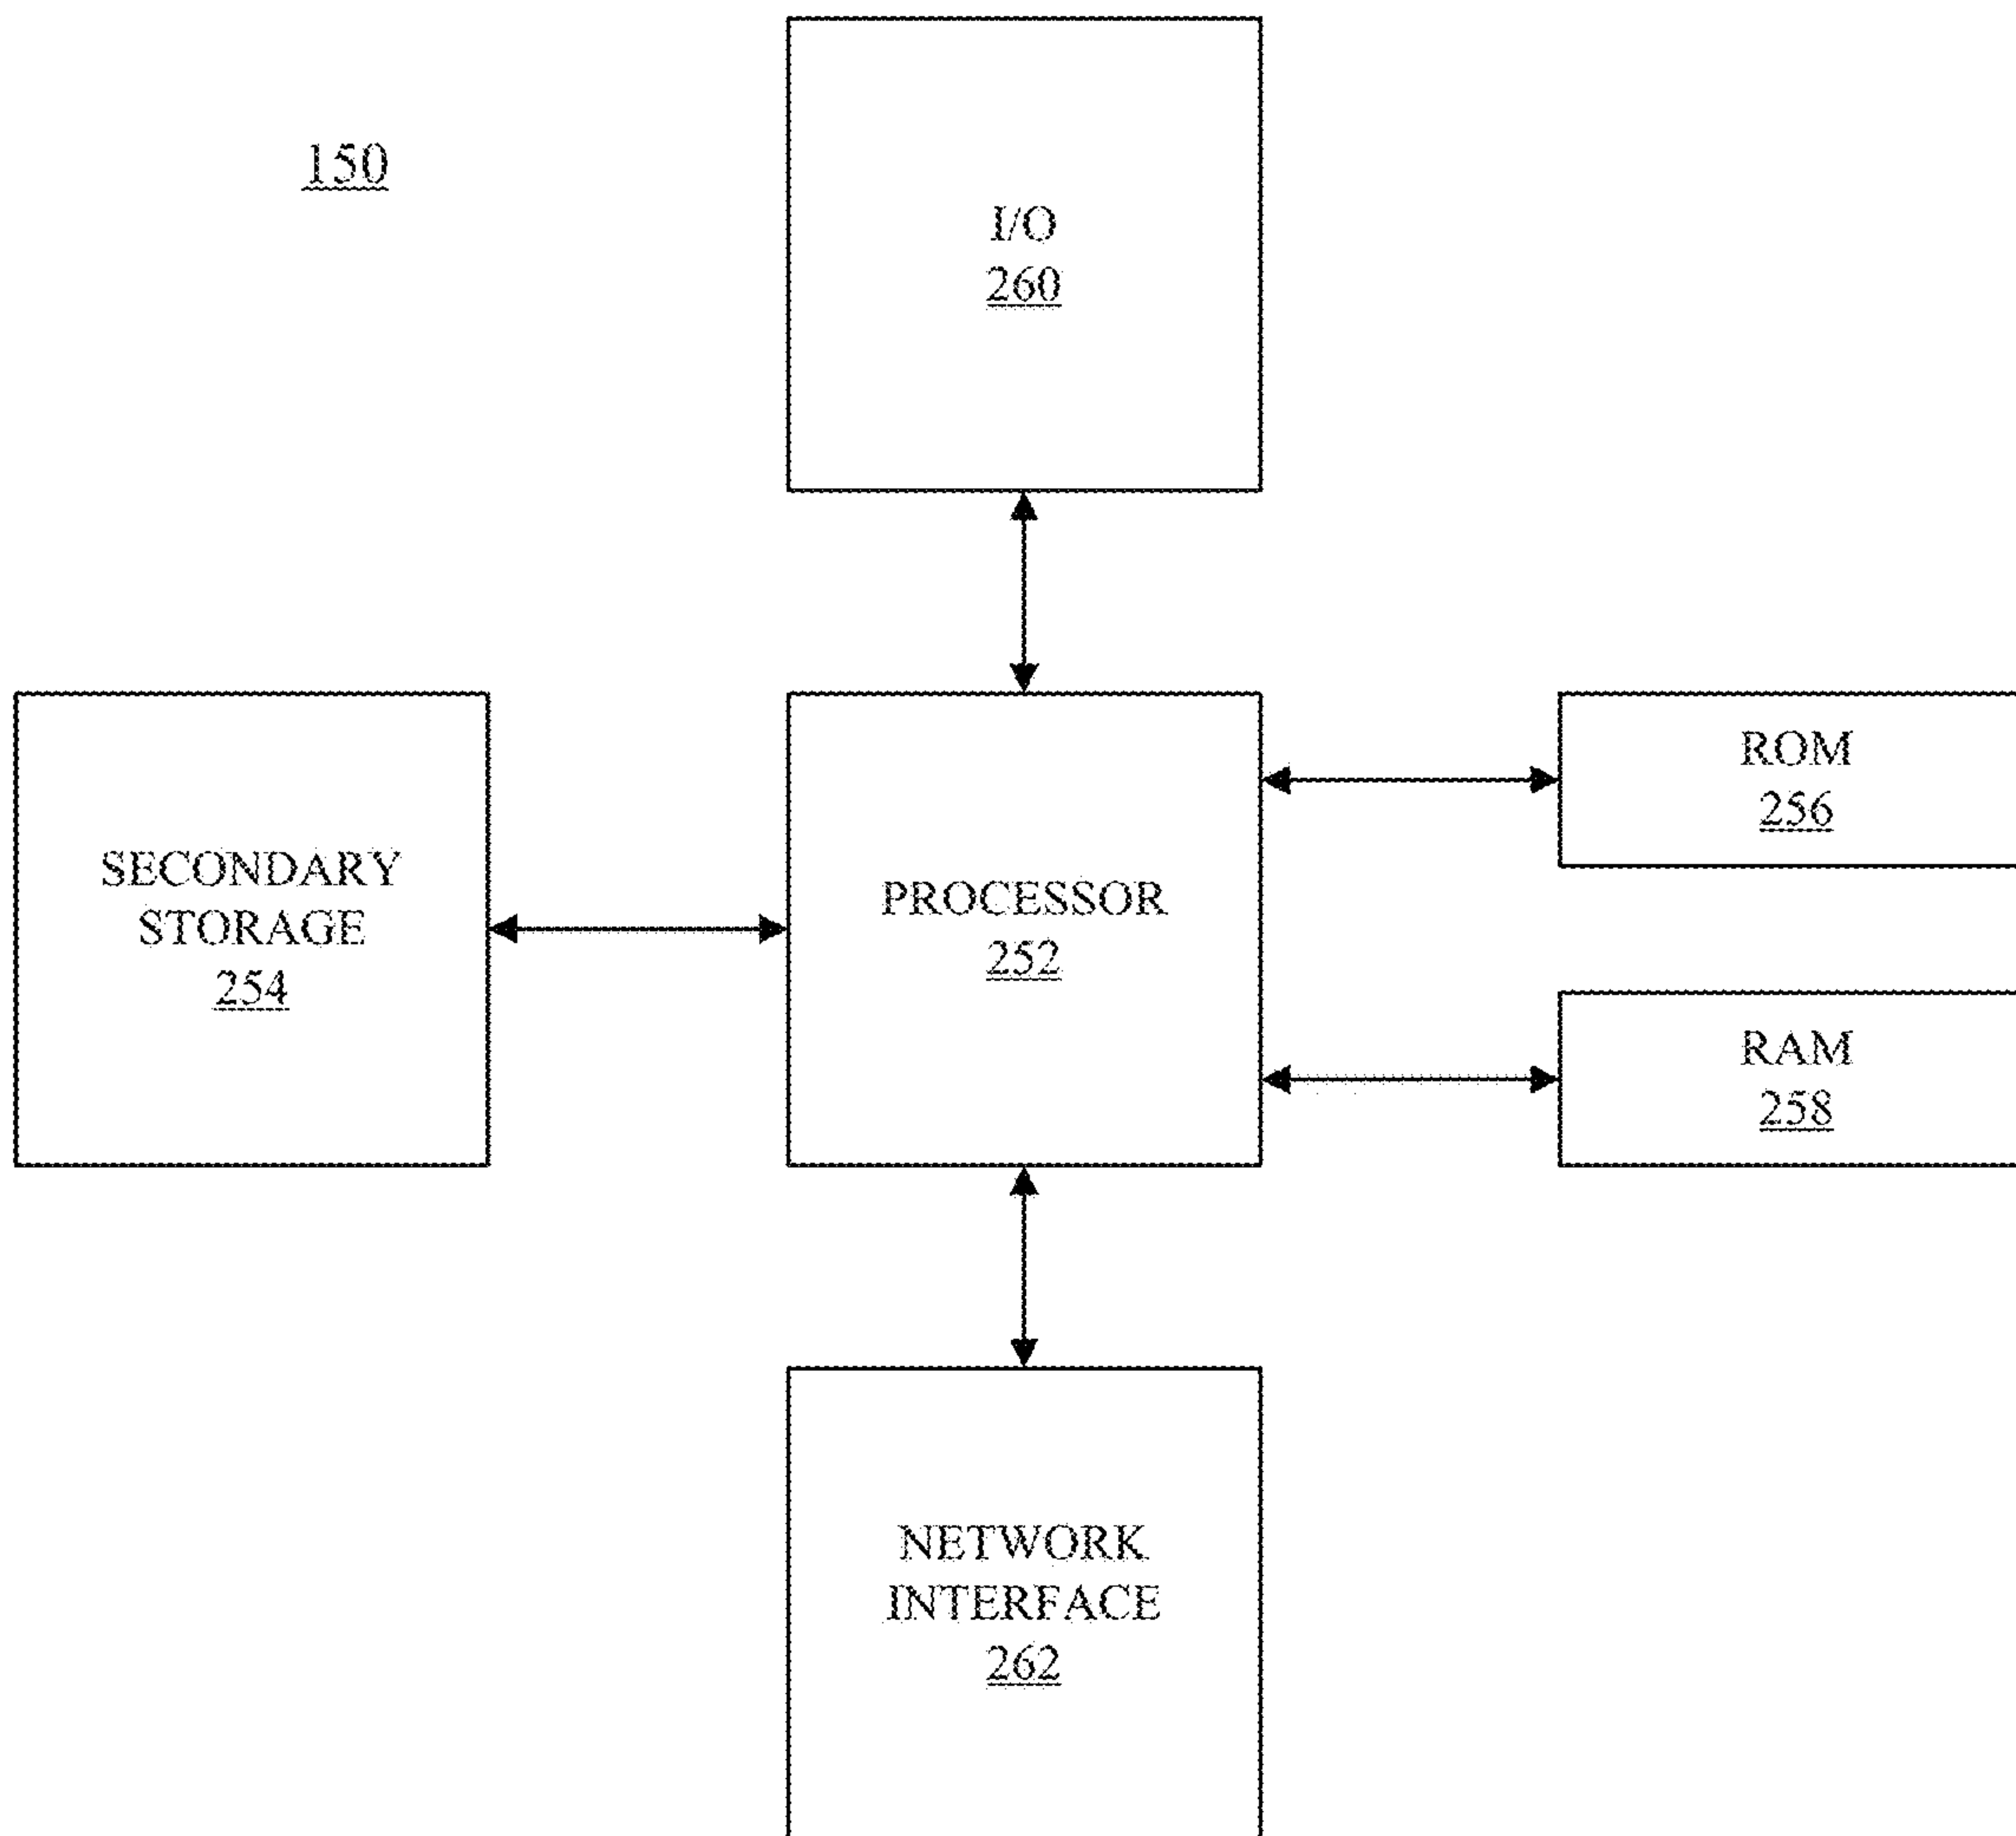 150
I/O
260
SECONDARY
STORAGE
254
PROCESSOR
252
ROM
256
RAM
258
NETWORK
INTERFACE
262